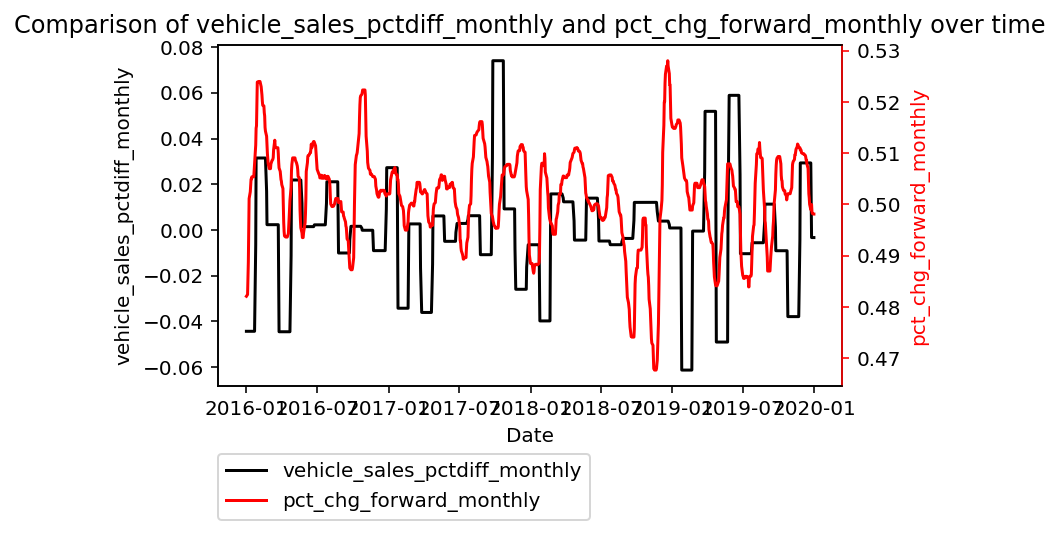 Comparison of vehicle_sales_pctdiff_monthly and pct_chg_forward_monthly over time
vehicle_sales_pctdiff_monthly
0.08
0.06
0.04
0.02
0.00
−0.02
−0.04
−0.06
0.53
0.52
0.51
0.50
0.49
0.48
0.47
pct_chg_forward_monthly
2016-01 2016-07 2017-01 2017-07 2018-01 2018-07 2019-01 2019-07 2020-01
Date
vehicle_sales_pctdiff_monthly
pct_chg_forward_monthly